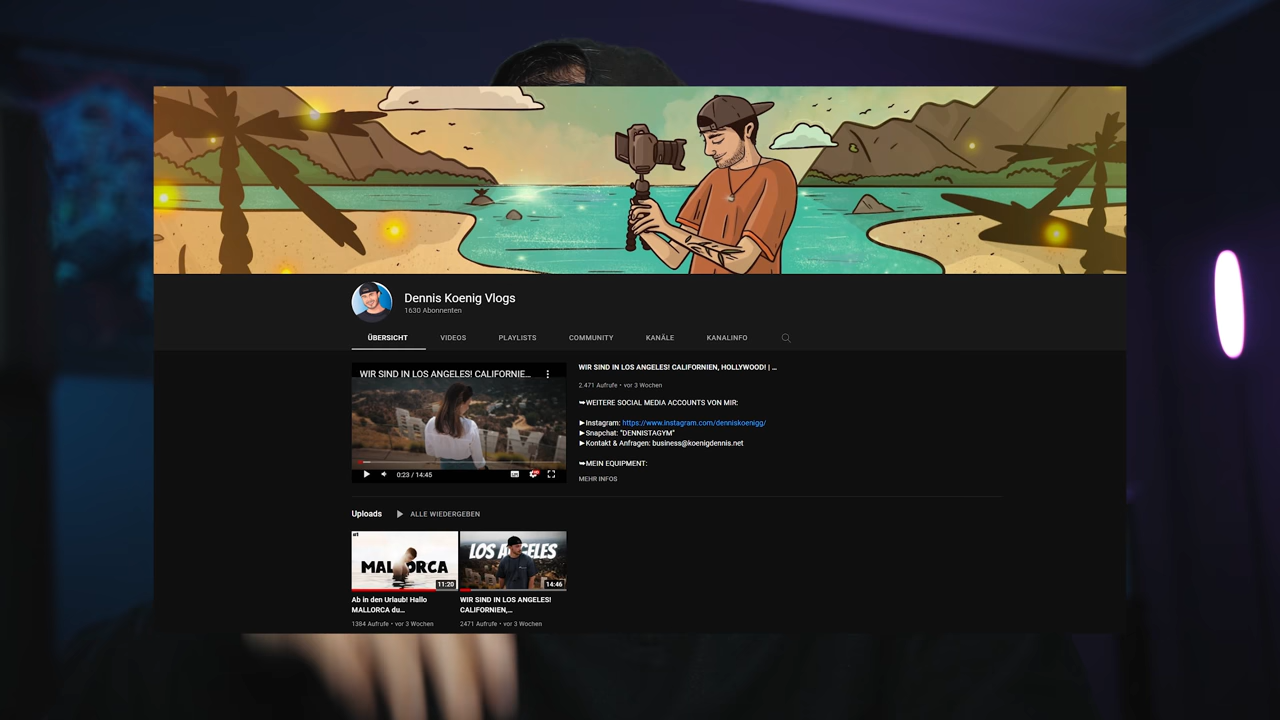 Dennis Koenig Vlogs
1630 Abonnenten
ÜBERSICHT
VIDEOS
PLAYLISTS
COMMUNITY
KANÄLE
KANALINFO
WIR SIND IN LOS ANGELES! CALIFORNIE...
0:23 / 14:45
WIR SIND IN LOS ANGELES! CALIFORNIEN, HOLLYWOOD! | ...
2.471 Aufrufe • vor 3 Wochen
➥WEITERE SOCIAL MEDIA ACCOUNTS VON MIR:
►Instagram: https://www.instagram.com/denniskoenigg/
►Snapchat: "DENNISTAGYM"
►Kontakt & Anfragen: business@koenigdennis.net
➥MEIN EQUIPMENT:
MEHR INFOS
Uploads
ALLE WIEDERGEBEN
#1
MALLORCA
11:20
LOS ANGELES
14:46
Ab in den Urlaub! Hallo
MALLORCA du...
1384 Aufrufe • vor 3 Wochen
WIR SIND IN LOS ANGELES!
CALIFORNIEN,...
2471 Aufrufe • vor 3 Wochen